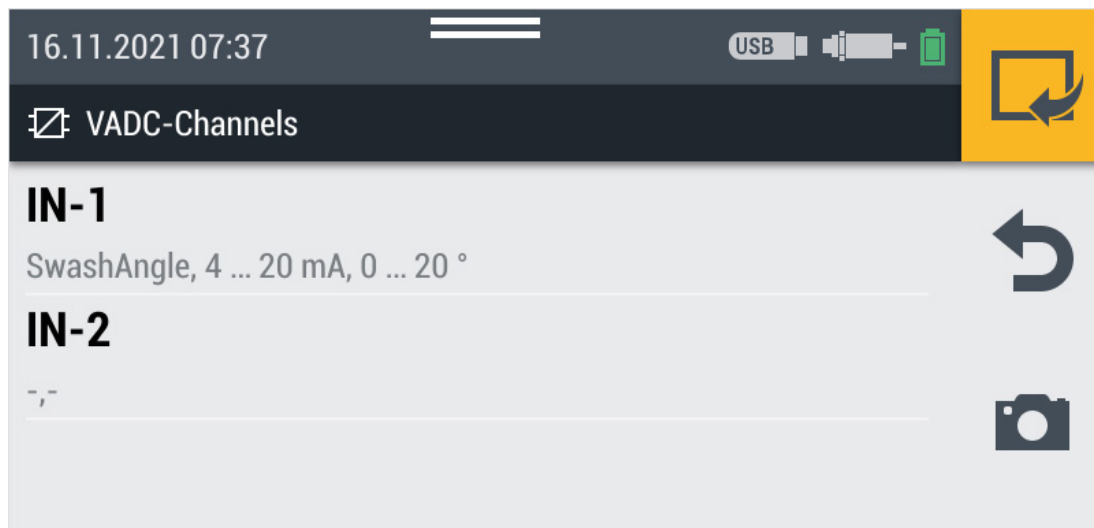 16.11.2021 07:37
USB
VADC-Channels
IN-1
SwashAngle, 4 ... 20 mA, 0 ... 20 °
IN-2
-,-